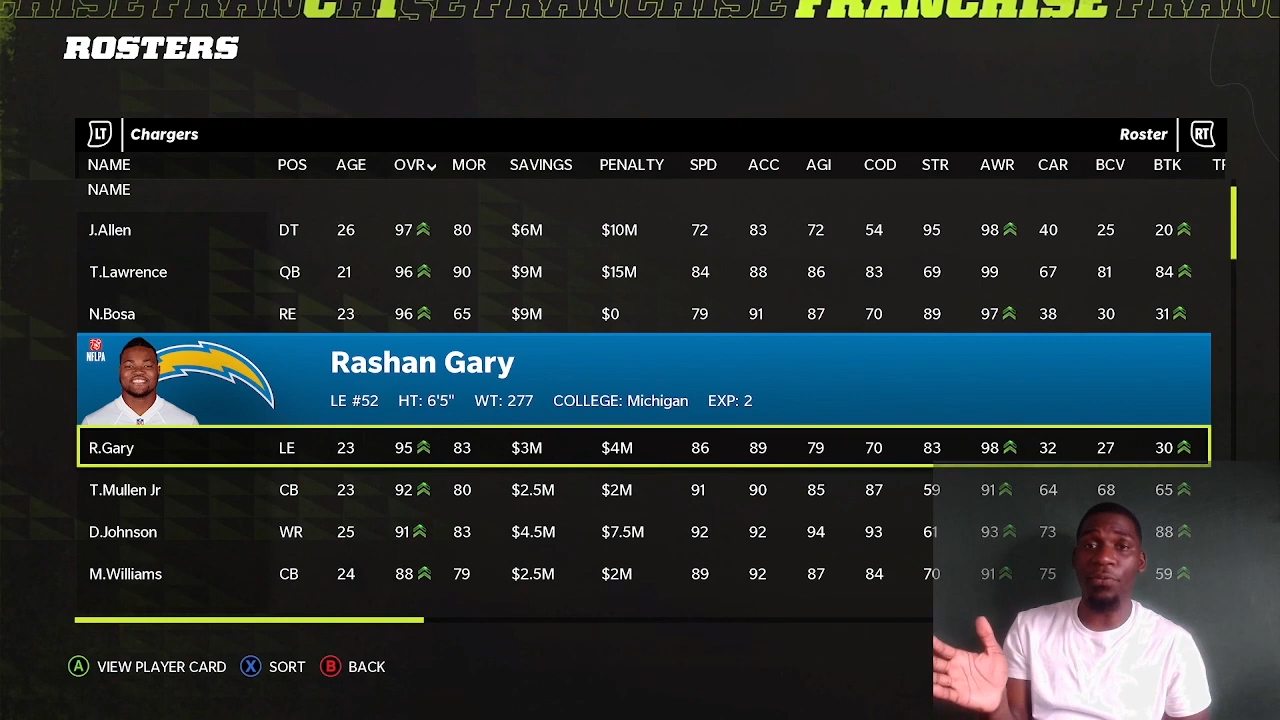 FRANCHISE FRANCHISE FRANCHISE FRANCHISE
ROSTERS
LT Chargers Roster RT
NAME POS AGE OVR MOR SAVINGS PENALTY SPD ACC AGI COD STR AWR CAR BCV BTK
NAME
J.Allen DT 26 97 80 $6M $10M 72 83 72 54 95 98 40 25 20
T.Lawrence QB 21 96 90 $9M $15M 84 88 86 83 69 99 67 81 84
N.Bosa RE 23 96 65 $9M $0 79 91 87 70 89 97 38 30 31
NFLPA
Rashan Gary
LE #52 HT: 6'5" WT: 277 COLLEGE: Michigan EXP: 2
R.Gary LE 23 95 83 $3M $4M 86 89 79 70 83 98 32 27 30
T.Mullen Jr CB 23 92 80 $2.5M $2M 91 90 85 87 59 91 64 68 65
D.Johnson WR 25 91 83 $4.5M $7.5M 92 92 94 93 61 93 73 88
M.Williams CB 24 88 79 $2.5M $2M 89 92 87 84 70 91 75 59
A VIEW PLAYER CARD X SORT B BACK